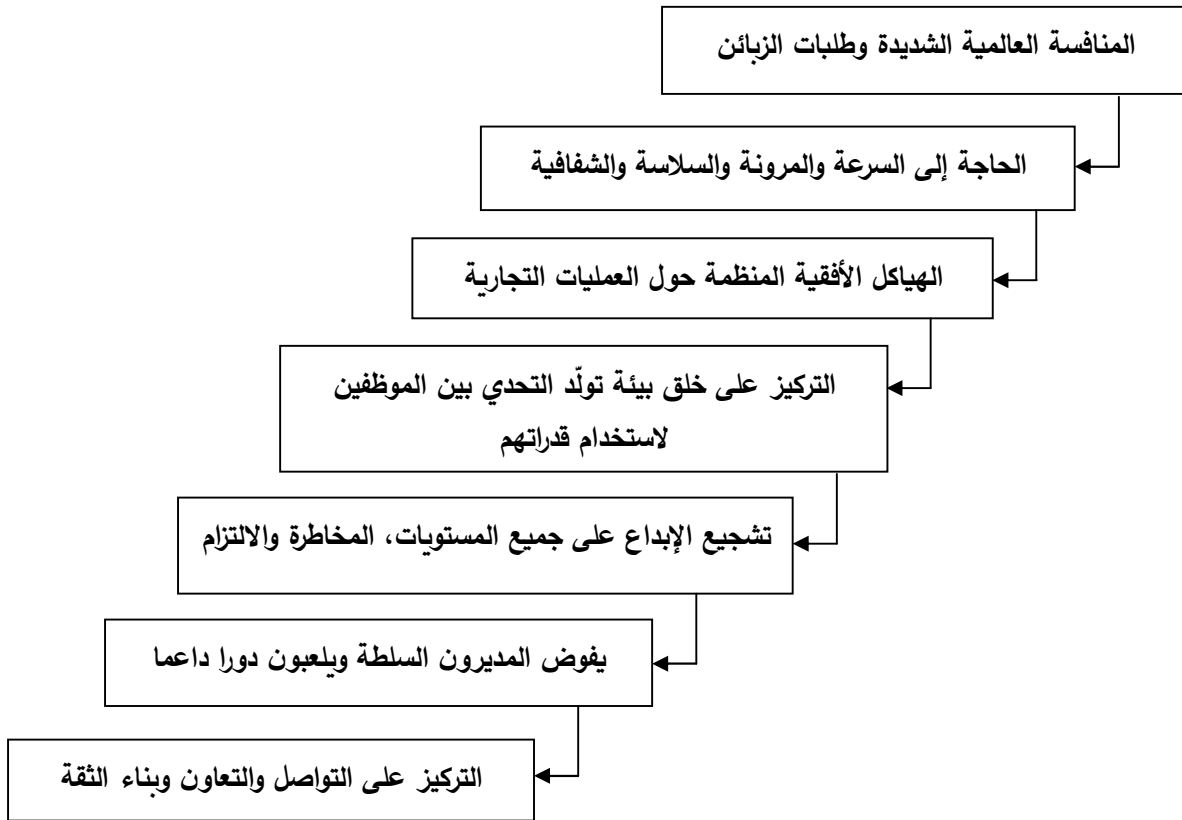 المنافسة العالمية الشديدة وطلبات الزبائن
الحاجة إلى السرعة والمرونة والسلاسة والشفافية
الهياكل الأفقية المنظمة حول العمليات التجارية
التركيز على خلق بيئة تولّد التحدي بين الموظفين
لاستخدام قدراتهم
تشجيع الإبداع على جميع المستويات، المخاطرة والالتزام
يفوض المديرون السلطة ويلعبون دورا داعما
التركيز على التواصل والتعاون وبناء الثقة